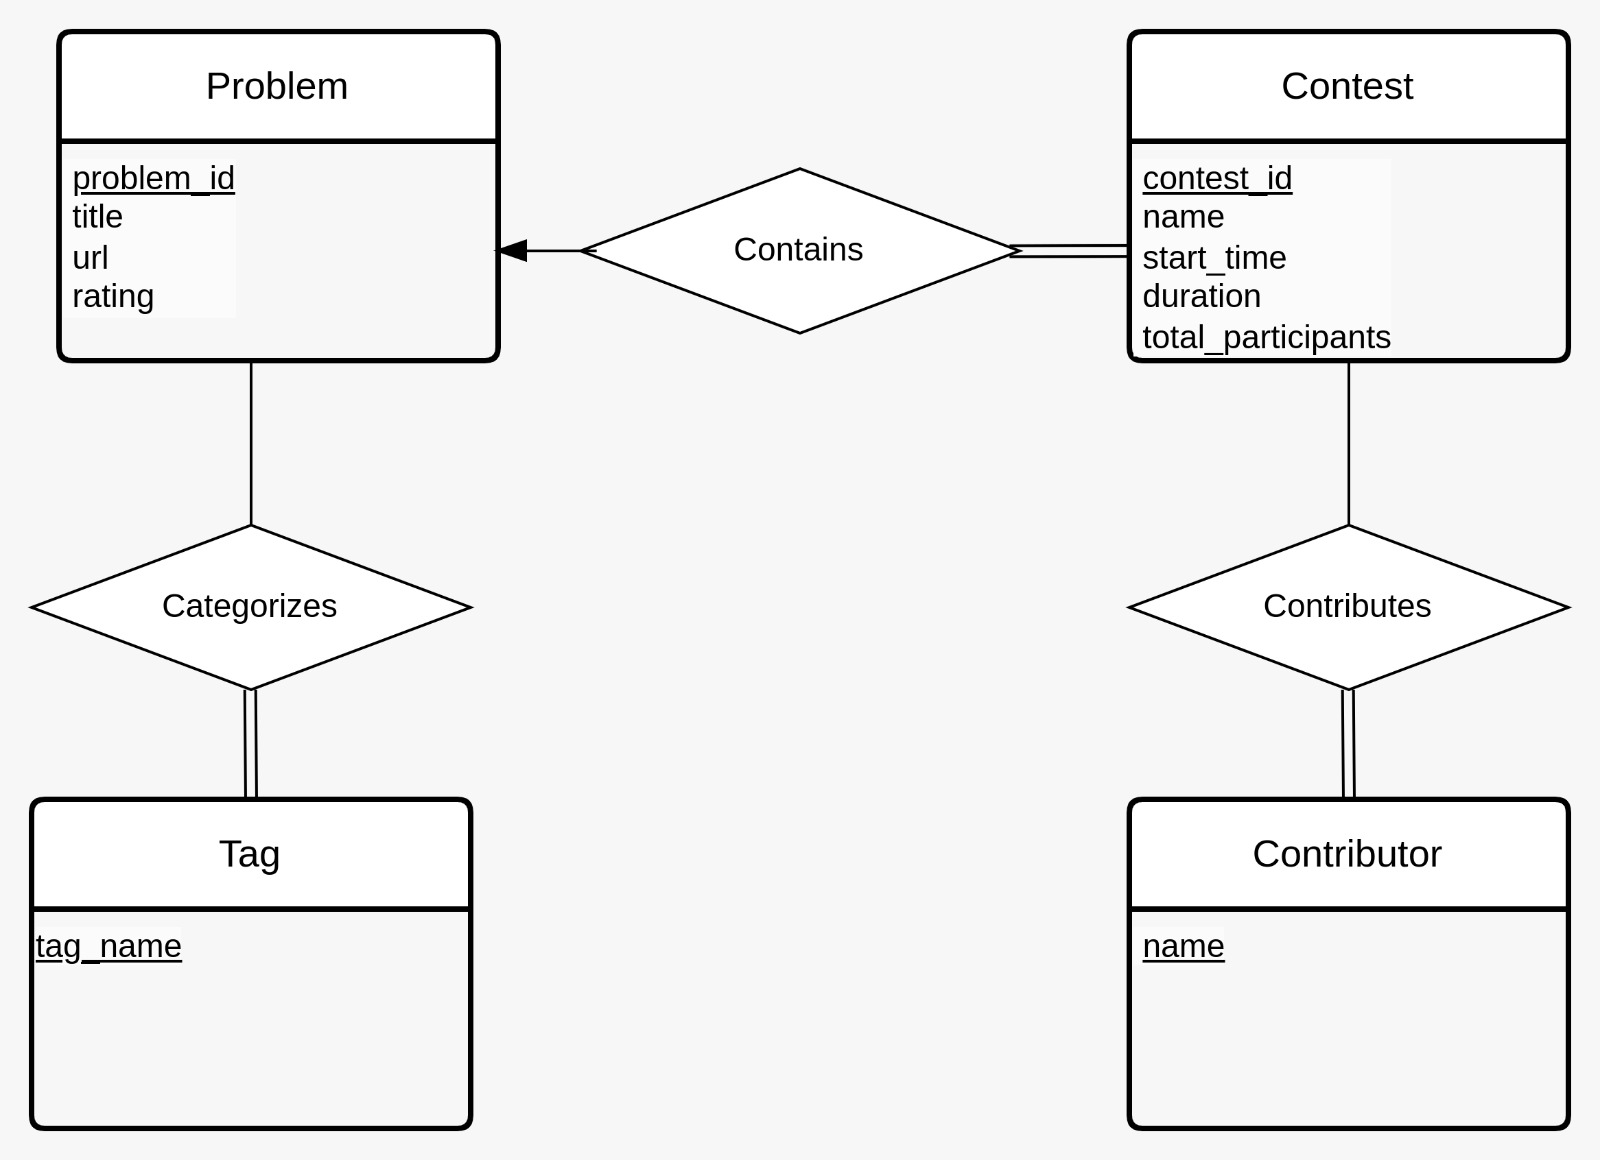 Problem
problem_id
title
url
rating
Contains
Contest
contest_id
name
start_time
duration
total_participants
Categorizes
Contributes
Tag
tag_name
Contributor
name